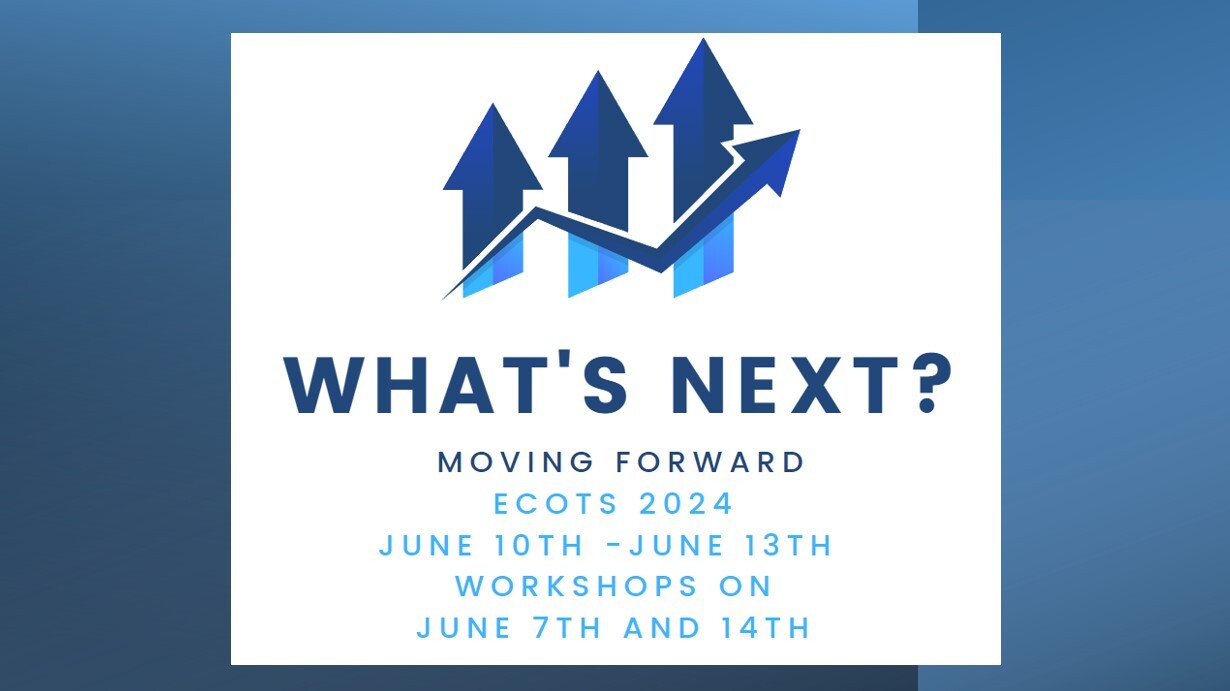 WHAT'S NEXT?
MOVING FORWARD
ECOTS 2024
JUNE 10TH -JUNE 13TH
WORKSHOPS ON
JUNE 7TH AND 14TH